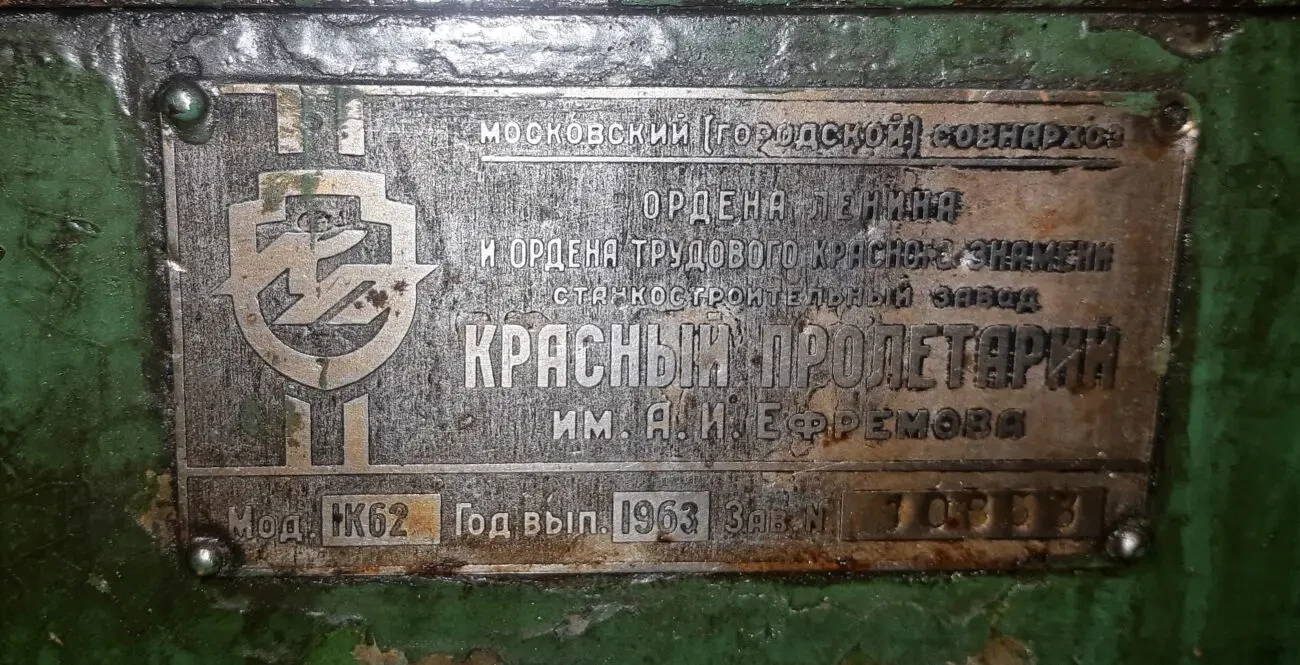 МОСКОВСКИЙ (ГОРОДСКОЙ) СОВНАРХОЗ
ОРДЕНА ЛЕНИНА
И ОРДЕНА ТРУДОВОГО КРАСНОГО ЗНАМЕНИ
СТАНКОСТРОИТЕЛЬНЫЙ ЗАВОД
КРАСНЫЙ ПРОЛЕТАРИЙ
ИМ. А. И. ЕФРЕМОВА
Мод. 1К62 Год вып. 1963 Зав. N